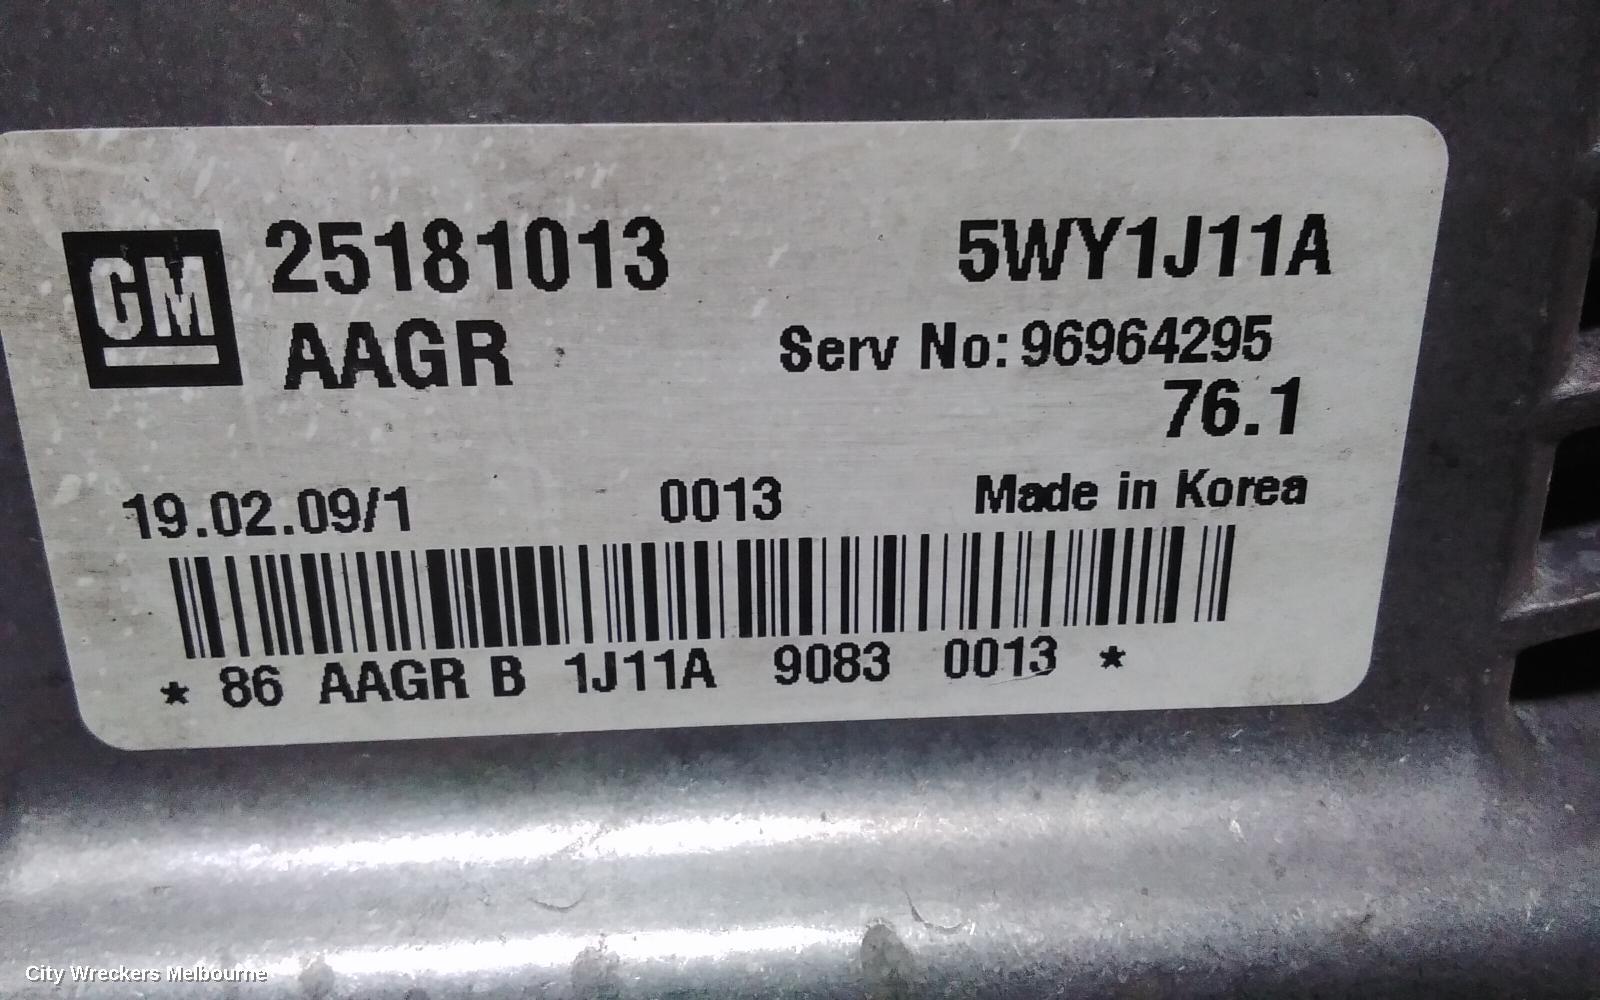 GM 25181013 5WY1J11A
AAGR Serv No: 96964295
76.1
19.02.09/1 0013 Made in Korea
* 86 AAGR B 1J11A 9083 0013 *
City Wreckers Melbourne